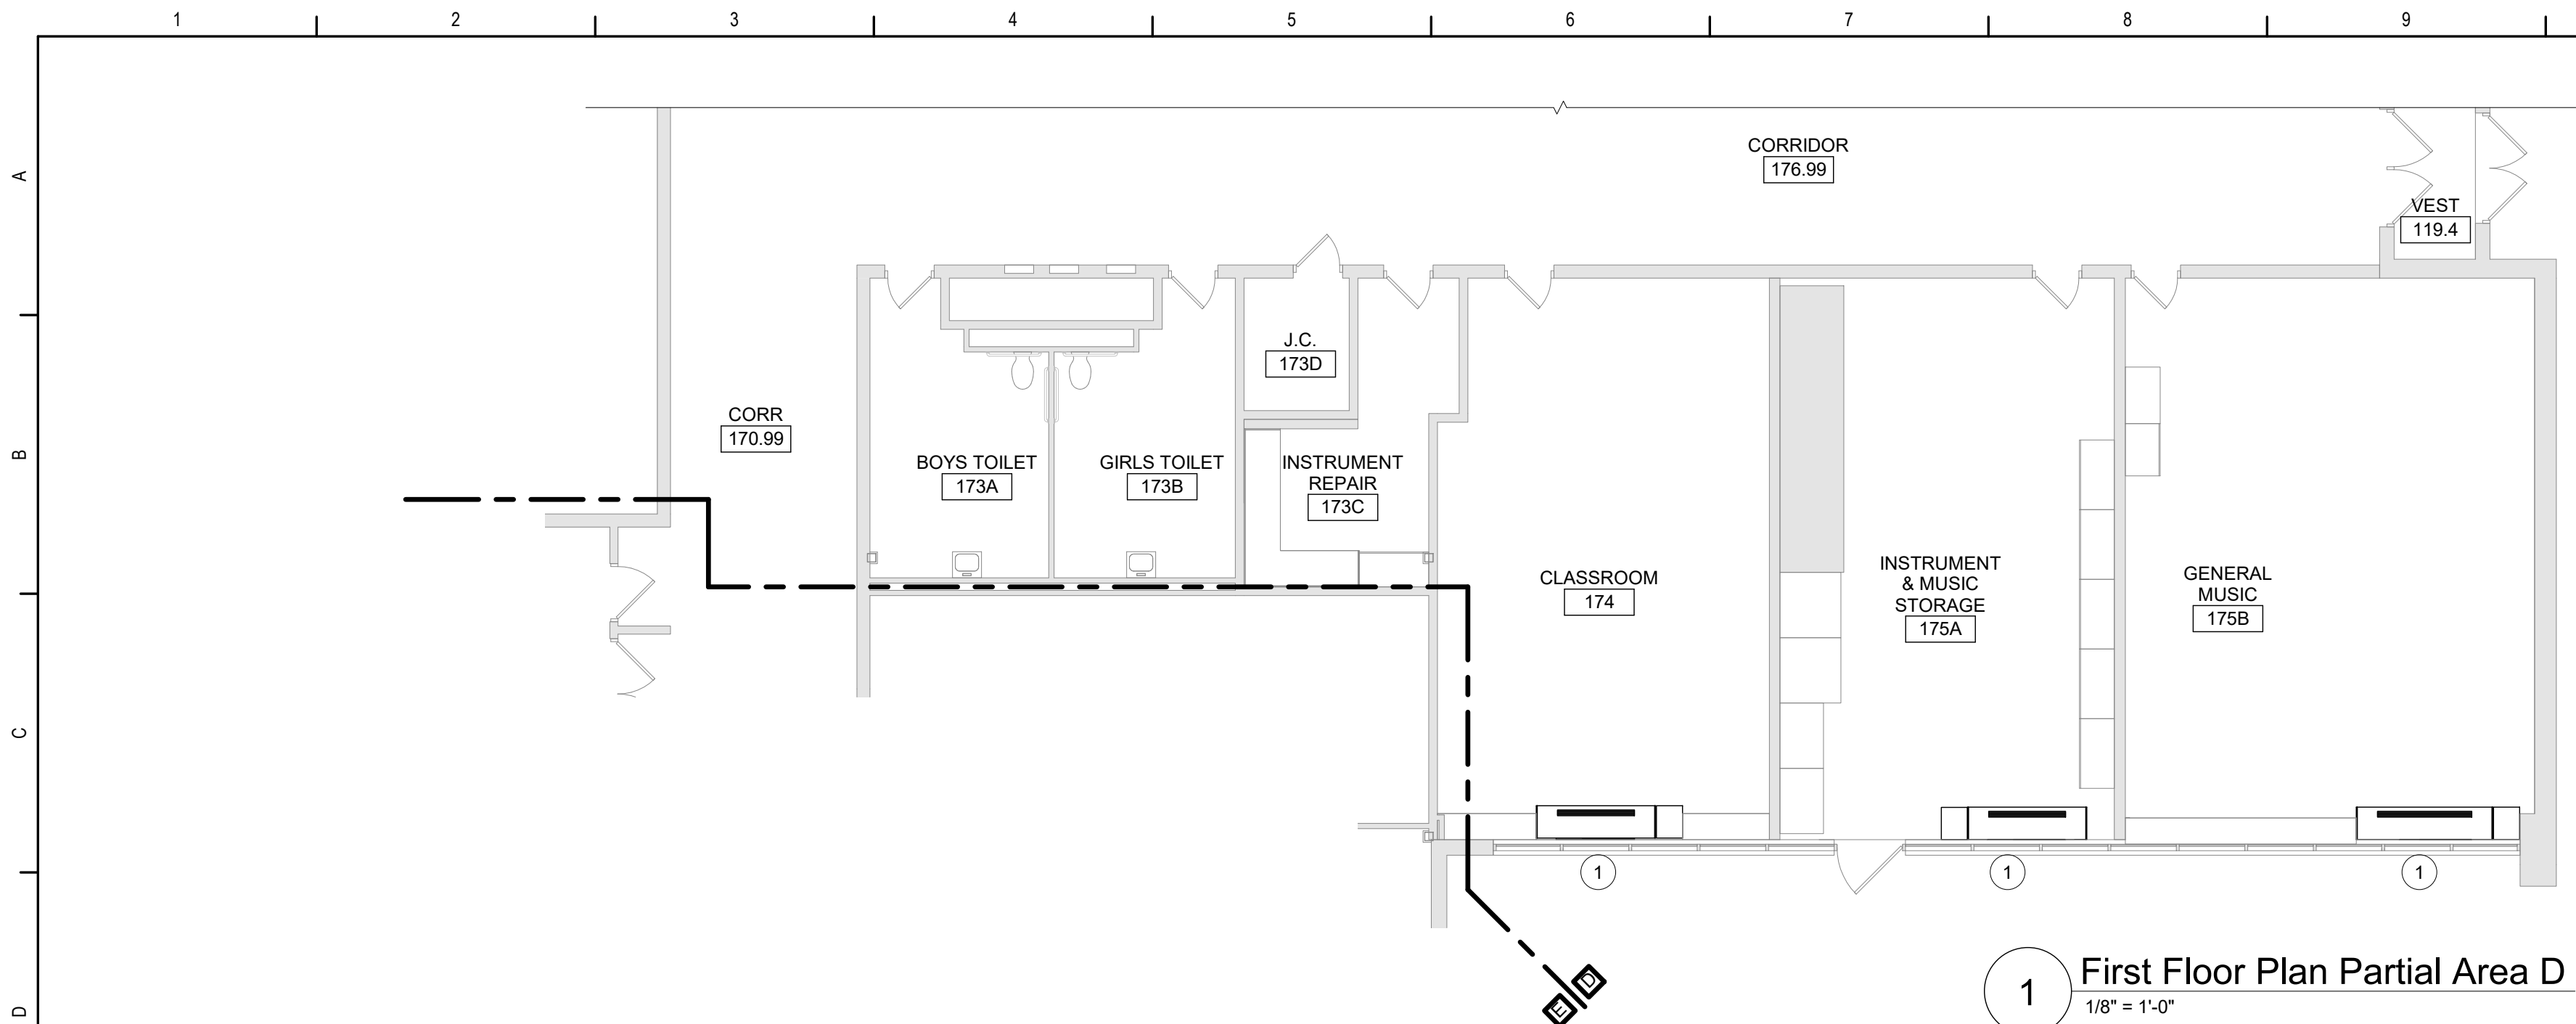 1 2 3 4 5 6 7 8 9
A
CORRIDOR
176.99
VEST
119.4
J.C.
173D
CORR
170.99
B
BOYS TOILET
173A
GIRLS TOILET
173B
INSTRUMENT
REPAIR
173C
CLASSROOM
174
INSTRUMENT
& MUSIC
STORAGE
175A
GENERAL
MUSIC
175B
C
1
1
1
D
E
D
1
First Floor Plan Partial Area D
1/8" = 1'-0"